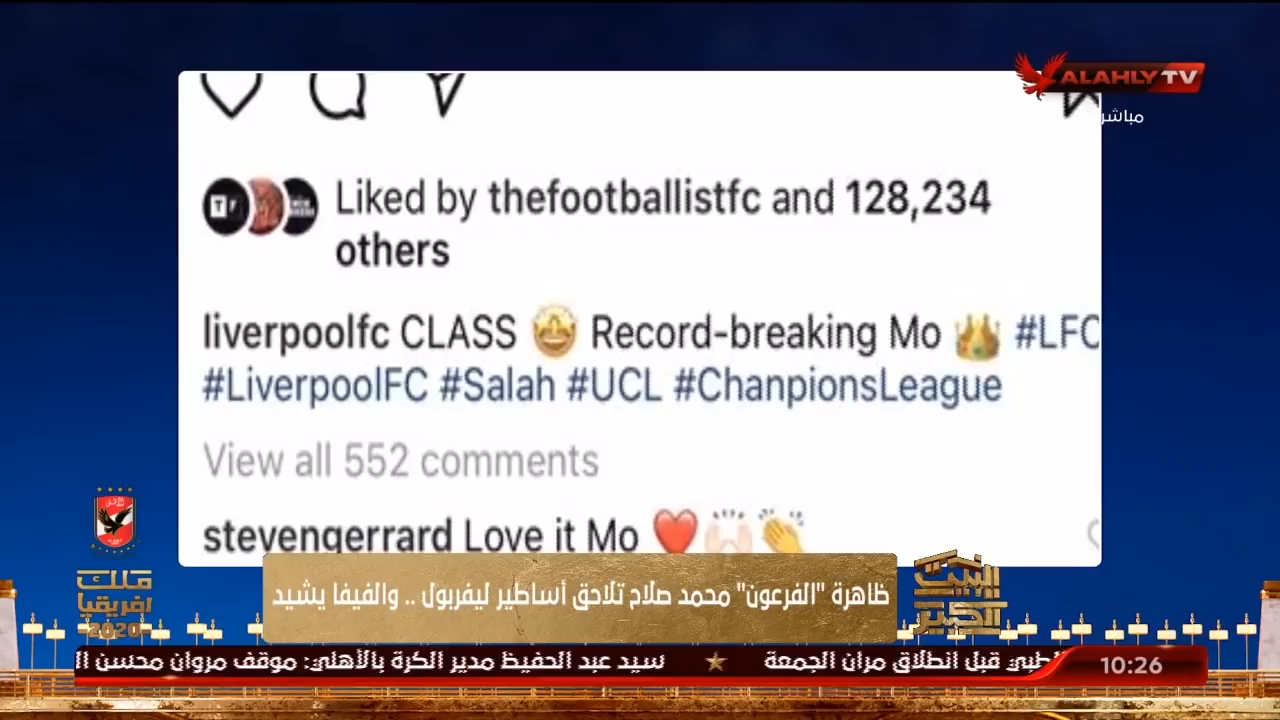 ALAHLY TV
مباشر
Liked by thefootballistfc and 128,234
others
liverpoolfc CLASS 🤩 Record-breaking Mo 👑 #LFC
#LiverpoolFC #Salah #UCL #ChanpionsLeague
View all 552 comments
stevengerrard Love it Mo ❤️🙌🏻👏
ظاهرة "الفرعون" محمد صلاح تلاحق أساطير ليفربول .. والفيفا يشيد
البيت
الكبير
ملك
افريقيا
2020
الطبي قبل انطلاق مران الجمعة ★ سيد عبد الحفيظ مدير الكرة بالأهلي: موقف مروان محسن
10:26